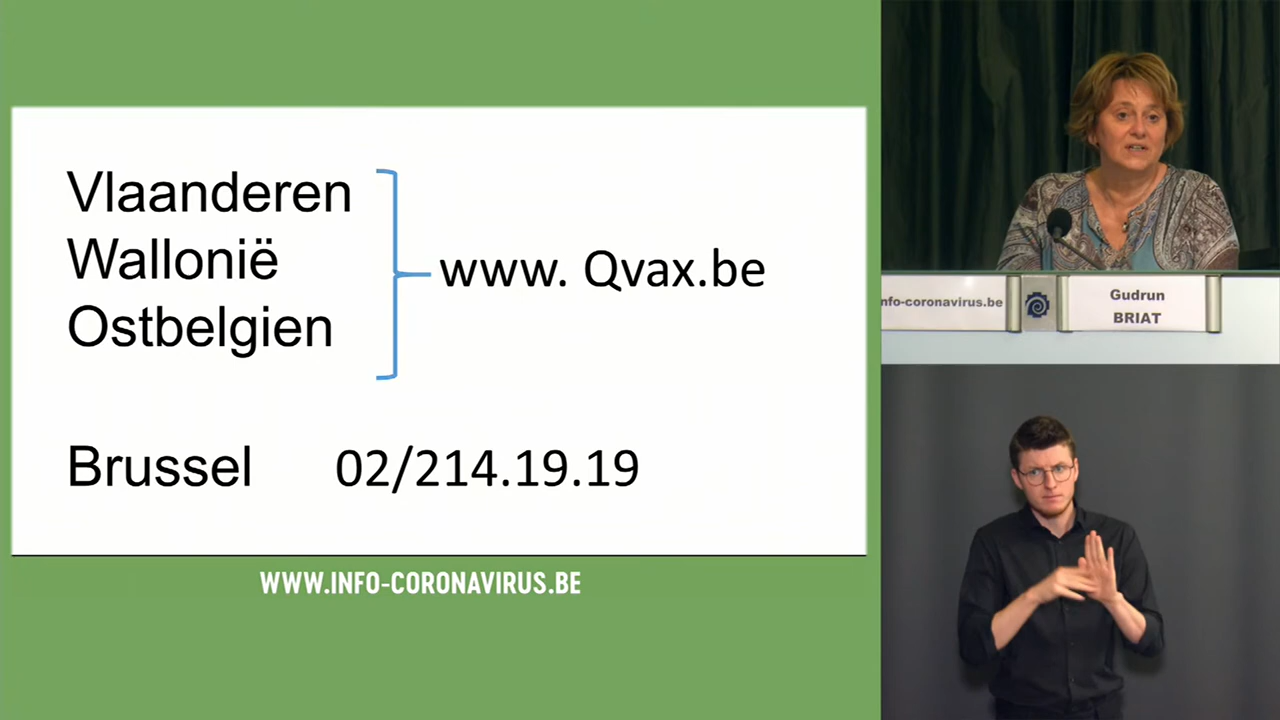 Vlaanderen
Wallonië
Ostbelgien
www. Qvax.be
Brussel 02/214.19.19
WWW.INFO-CORONAVIRUS.BE
nfo-coronavirus.be
Gudrun
BRIAT